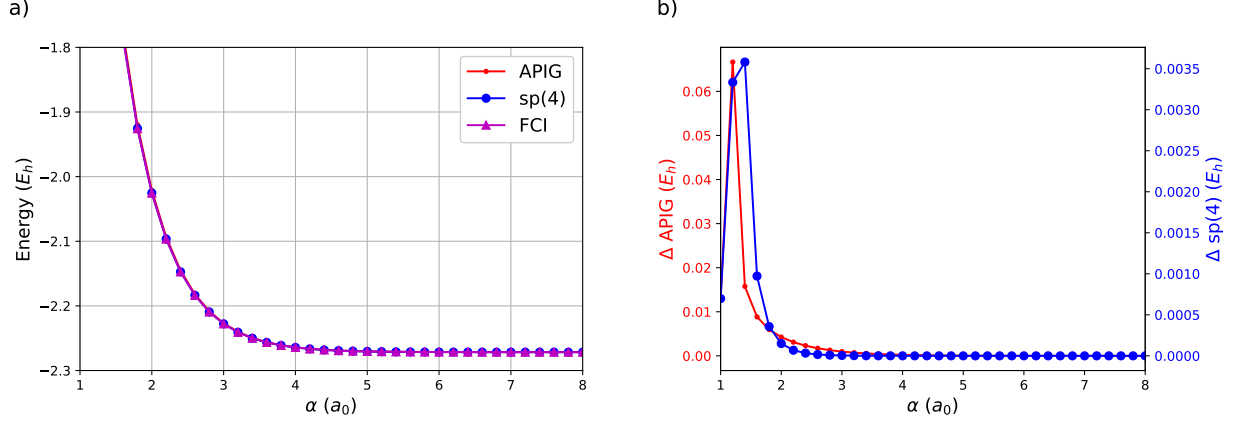 a)
−1.8
−1.9
−2.0
−2.1
−2.2
−2.3
Energy (E_h)
1 2 3 4 5 6 7 8
α (a_0)
APIG
sp(4)
FCI
b)
0.06
0.05
0.04
0.03
0.02
0.01
0.00
Δ APIG (E_h)
1 2 3 4 5 6 7 8
α (a_0)
0.0035
0.0030
0.0025
0.0020
0.0015
0.0010
0.0005
0.0000
Δ sp(4) (E_h)